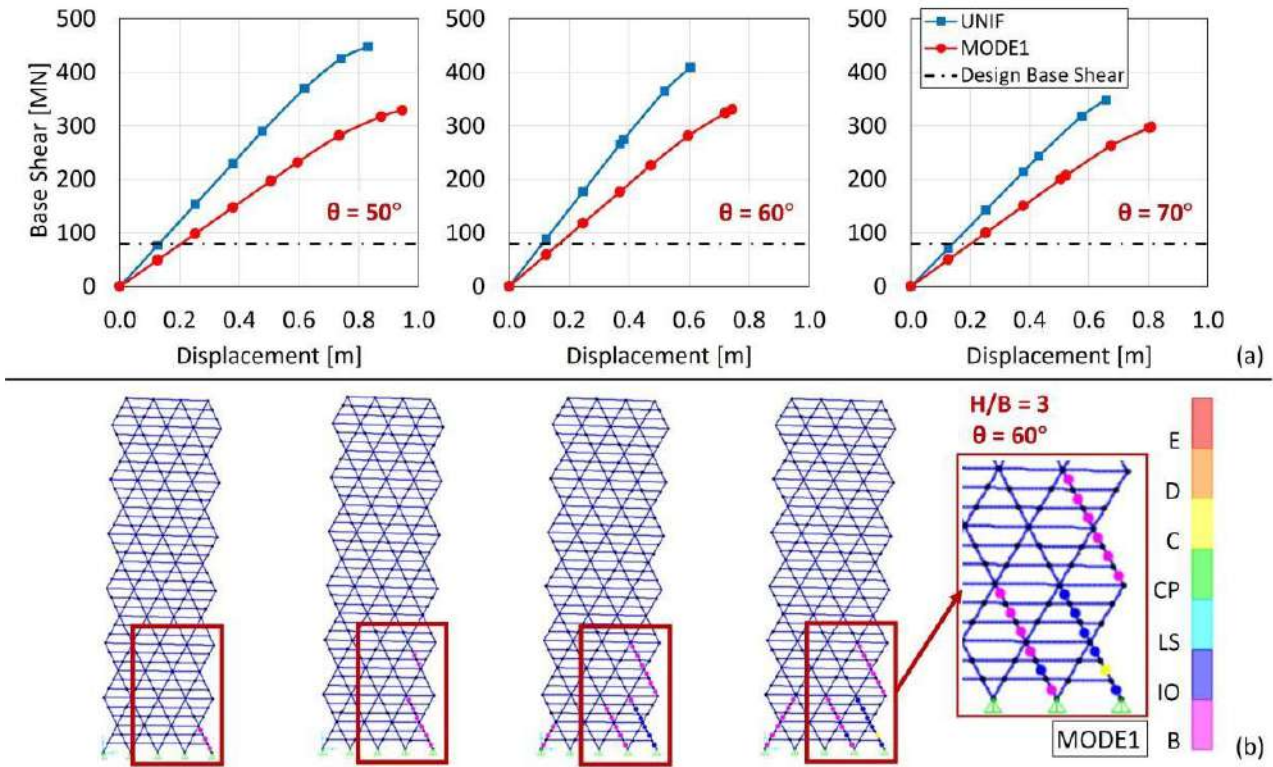 500
400
300
200
100
0
Base Shear [MN]
θ = 50°
0.0 0.2 0.4 0.6 0.8 1.0
Displacement [m]
500
400
300
200
100
0
θ = 60°
0.0 0.2 0.4 0.6 0.8 1.0
Displacement [m]
500
400
300
200
100
0
UNIF
MODE1
Design Base Shear
θ = 70°
0.0 0.2 0.4 0.6 0.8 1.0
Displacement [m]
(a)
H/B = 3
θ = 60°
MODE1
E
D
C
CP
LS
IO
B
(b)